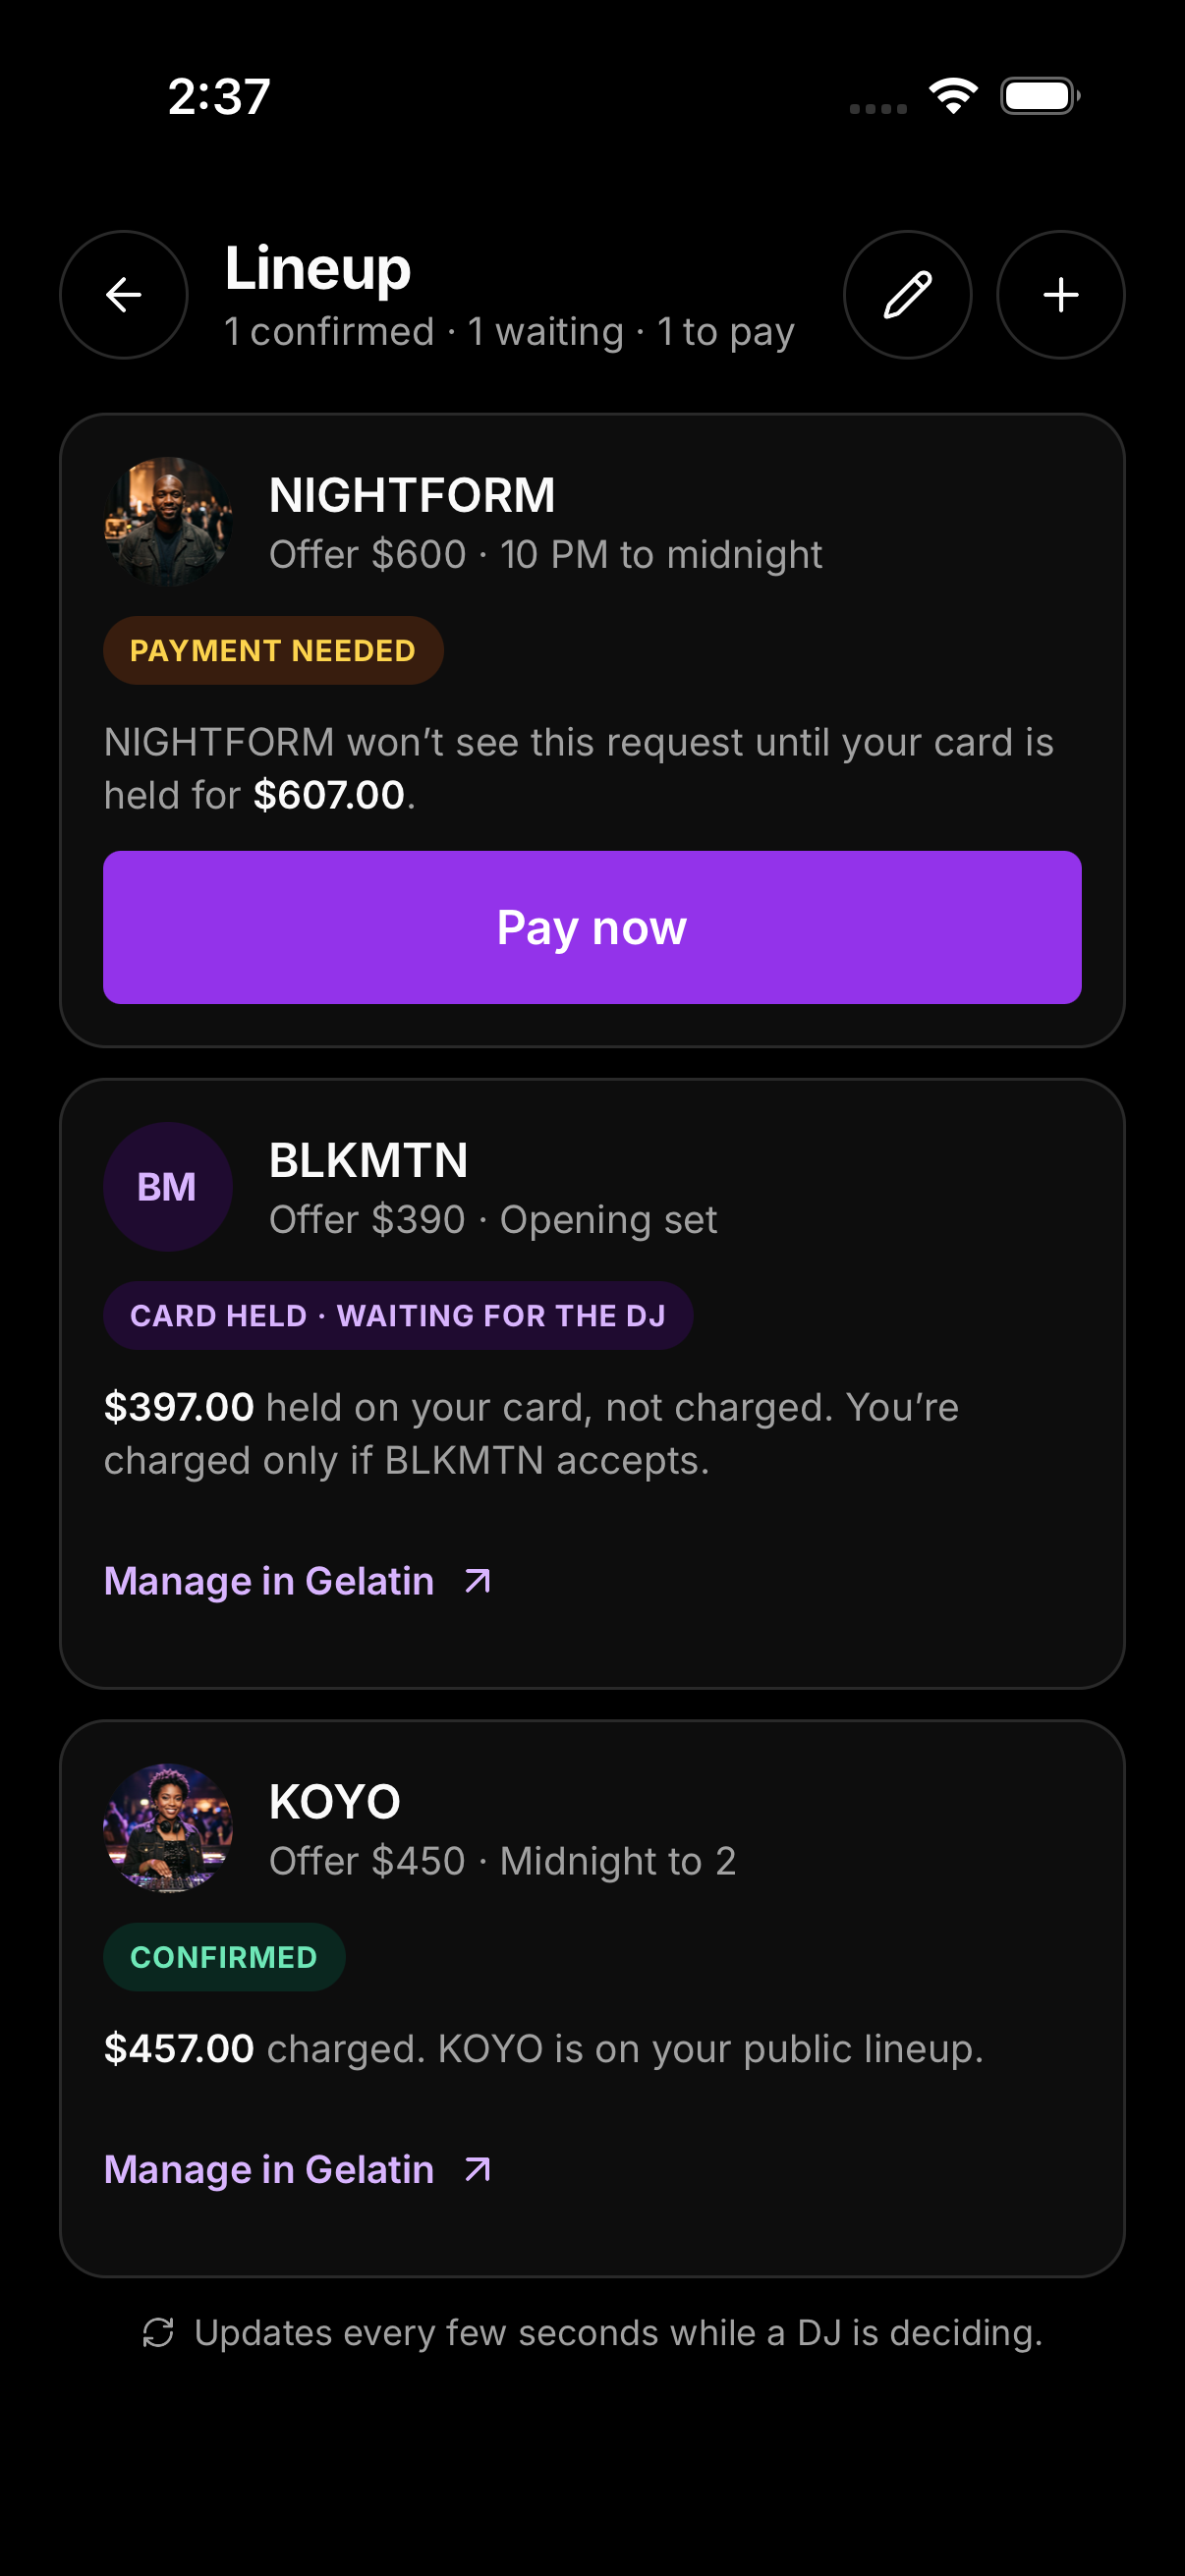 2:37
Lineup
1 confirmed · 1 waiting · 1 to pay
NIGHTFORM
Offer $600 · 10 PM to midnight
PAYMENT NEEDED
NIGHTFORM won’t see this request until your card is
held for $607.00.
Pay now
BM
BLKMTN
Offer $390 · Opening set
CARD HELD · WAITING FOR THE DJ
$397.00 held on your card, not charged. You’re
charged only if BLKMTN accepts.
Manage in Gelatin
KOYO
Offer $450 · Midnight to 2
CONFIRMED
$457.00 charged. KOYO is on your public lineup.
Manage in Gelatin
Updates every few seconds while a DJ is deciding.